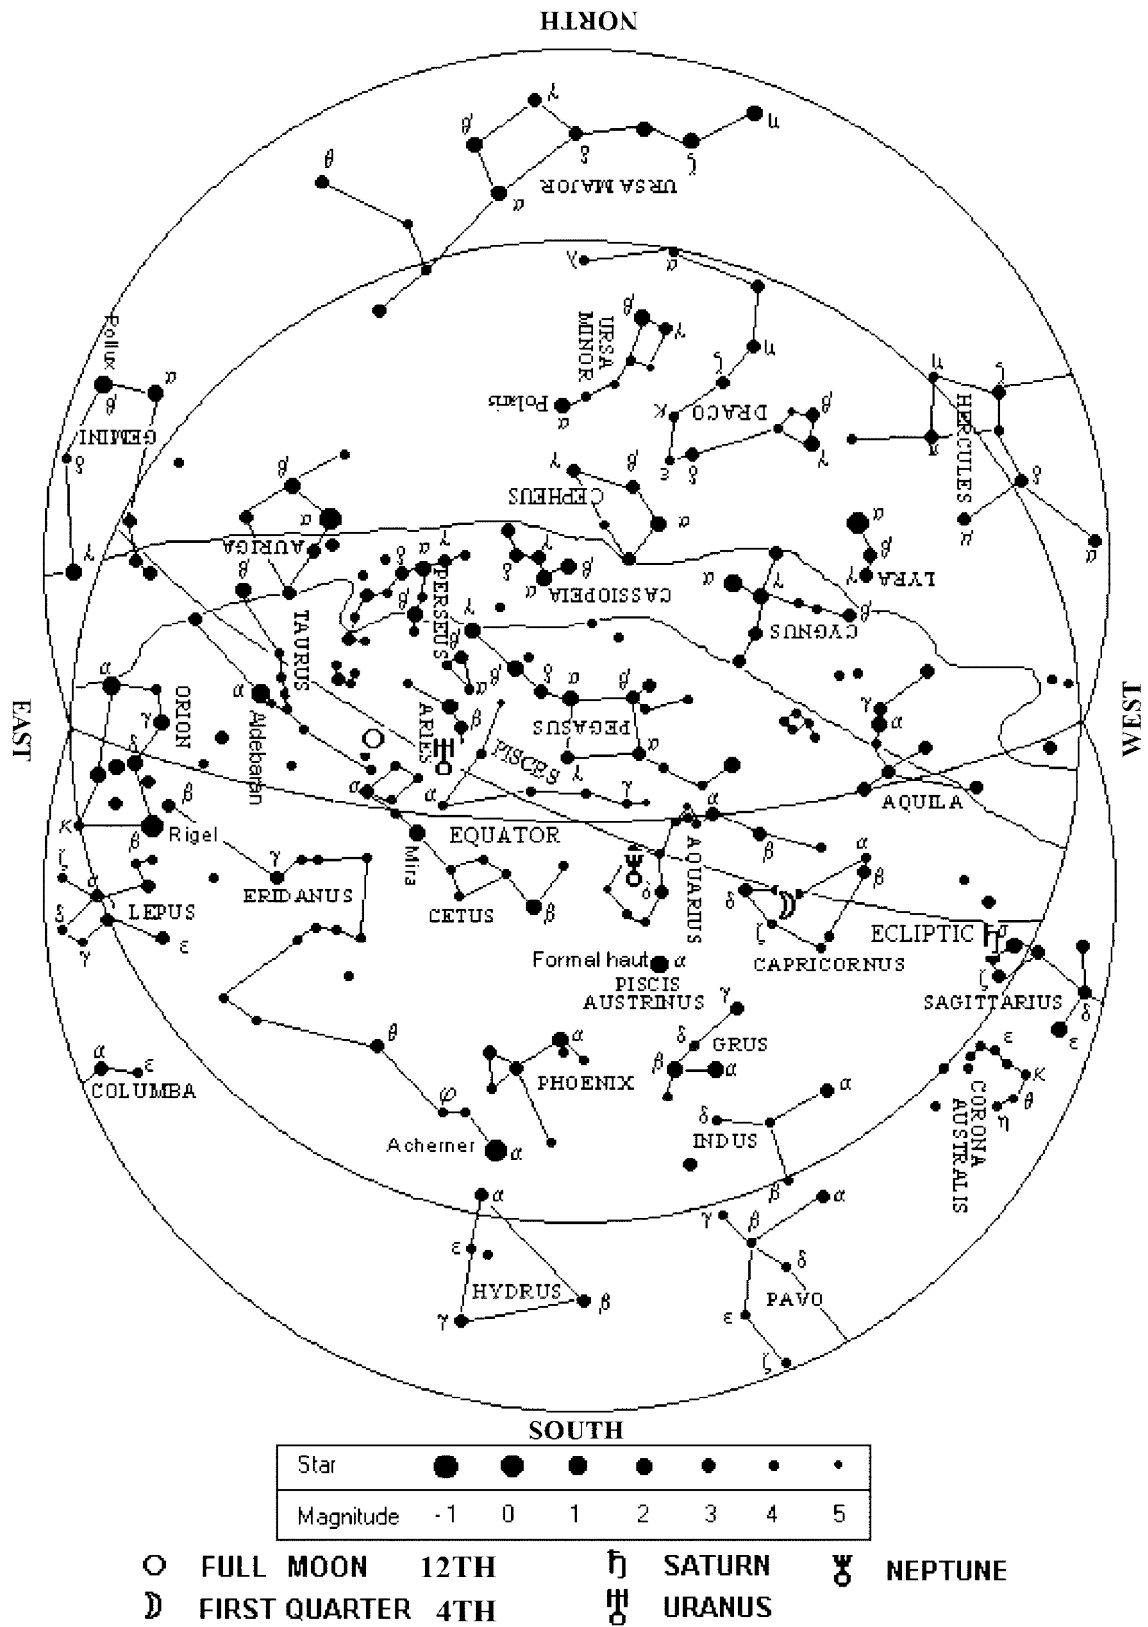 NORTH
γ
β
δ
η
ζ
URSA MAJOR
θ
α
λ
α
β
γ
URSA MINOR
Polaris
α
η
ζ
κ
DRACO
β
γ
ε
δ
Pollux
α
β
GEMINI
δ
γ
η
ζ
HERCULES
π
δ
μ
α
β
α
AURIGA
β
γ
β
CEPHEUS
α
α
β
γ
LYRA
δ
α
γ
PERSEUS
β
δ
γ
α
β
CASSIOPEIA
α
γ
CYGNUS
β
TAURUS
α
Aldebaran
γ
β
α
β
δ
α
β
PEGASUS
γ
α
ARIES
β
PISCES
α
α
γ
γ
α
AQUILA
EAST
WEST
α
ORION
γ
δ
β
κ
β
Rigel
EQUATOR
Mira
ζ
α
LEPUS
δ
γ
ε
γ
ERIDANUS
CETUS
β
α
β
AQUARIUS
δ
δ
α
β
ζ
CAPRICORNUS
ECLIPTIC
σ
ζ
SAGITTARIUS
δ
ε
Formal haut
α
PISCIS
AUSTRINUS
γ
δ
GRUS
β
α
α
ε
COLUMBA
θ
α
PHOENIX
φ
Acherner
α
α
δ
INDUS
β
ε
κ
θ
η
CORONA
AUSTRALIS
α
ε
HYDRUS
γ
β
γ
β
α
δ
PAVO
ε
ζ
SOUTH
Star
Magnitude -1 0 1 2 3 4 5
FULL MOON 12TH
SATURN
NEPTUNE
FIRST QUARTER 4TH
URANUS